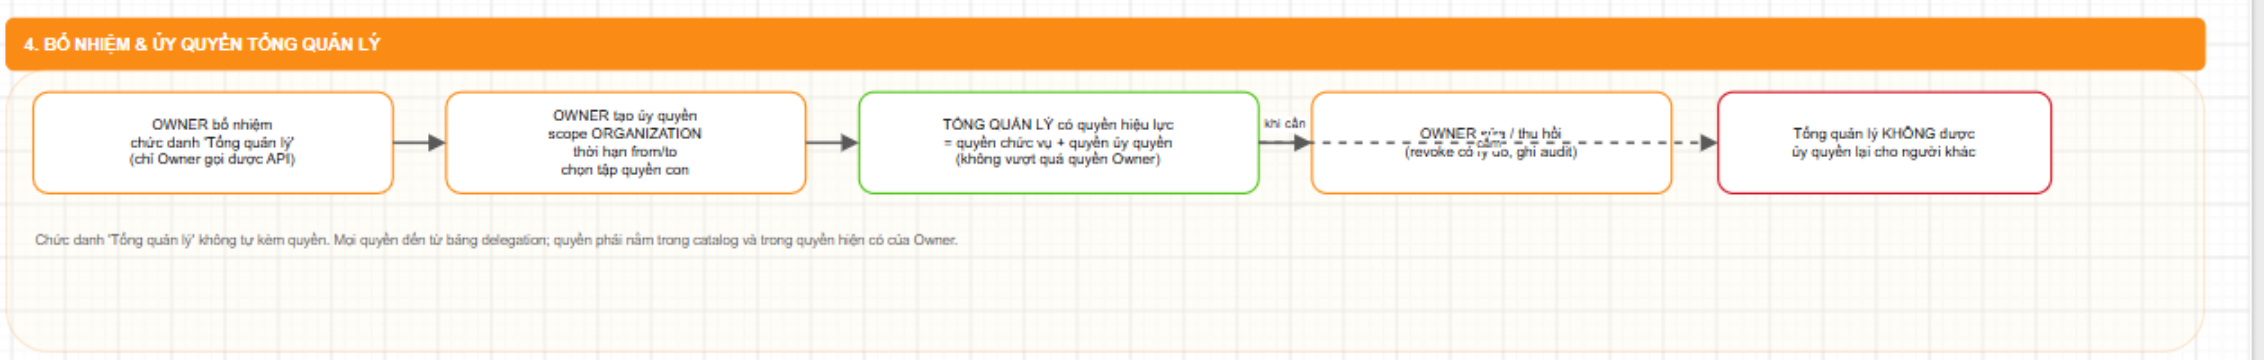 4. BỔ NHIỆM & ỦY QUYỀN TỔNG QUẢN LÝ
OWNER bổ nhiệm
chức danh 'Tổng quản lý'
(chỉ Owner gọi được API)
OWNER tạo ủy quyền
scope ORGANIZATION
thời hạn from/to
chọn tập quyền con
TỔNG QUẢN LÝ có quyền hiệu lực
= quyền chức vụ + quyền ủy quyền
(không vượt quá quyền Owner)
khi cần
OWNER sửa / thu hồi
cấm
(revoke có lý do, ghi audit)
Tổng quản lý KHÔNG được
ủy quyền lại cho người khác
Chức danh 'Tổng quản lý' không tự kèm quyền. Mọi quyền đến từ bảng delegation; quyền phải nằm trong catalog và trong quyền hiện có của Owner.